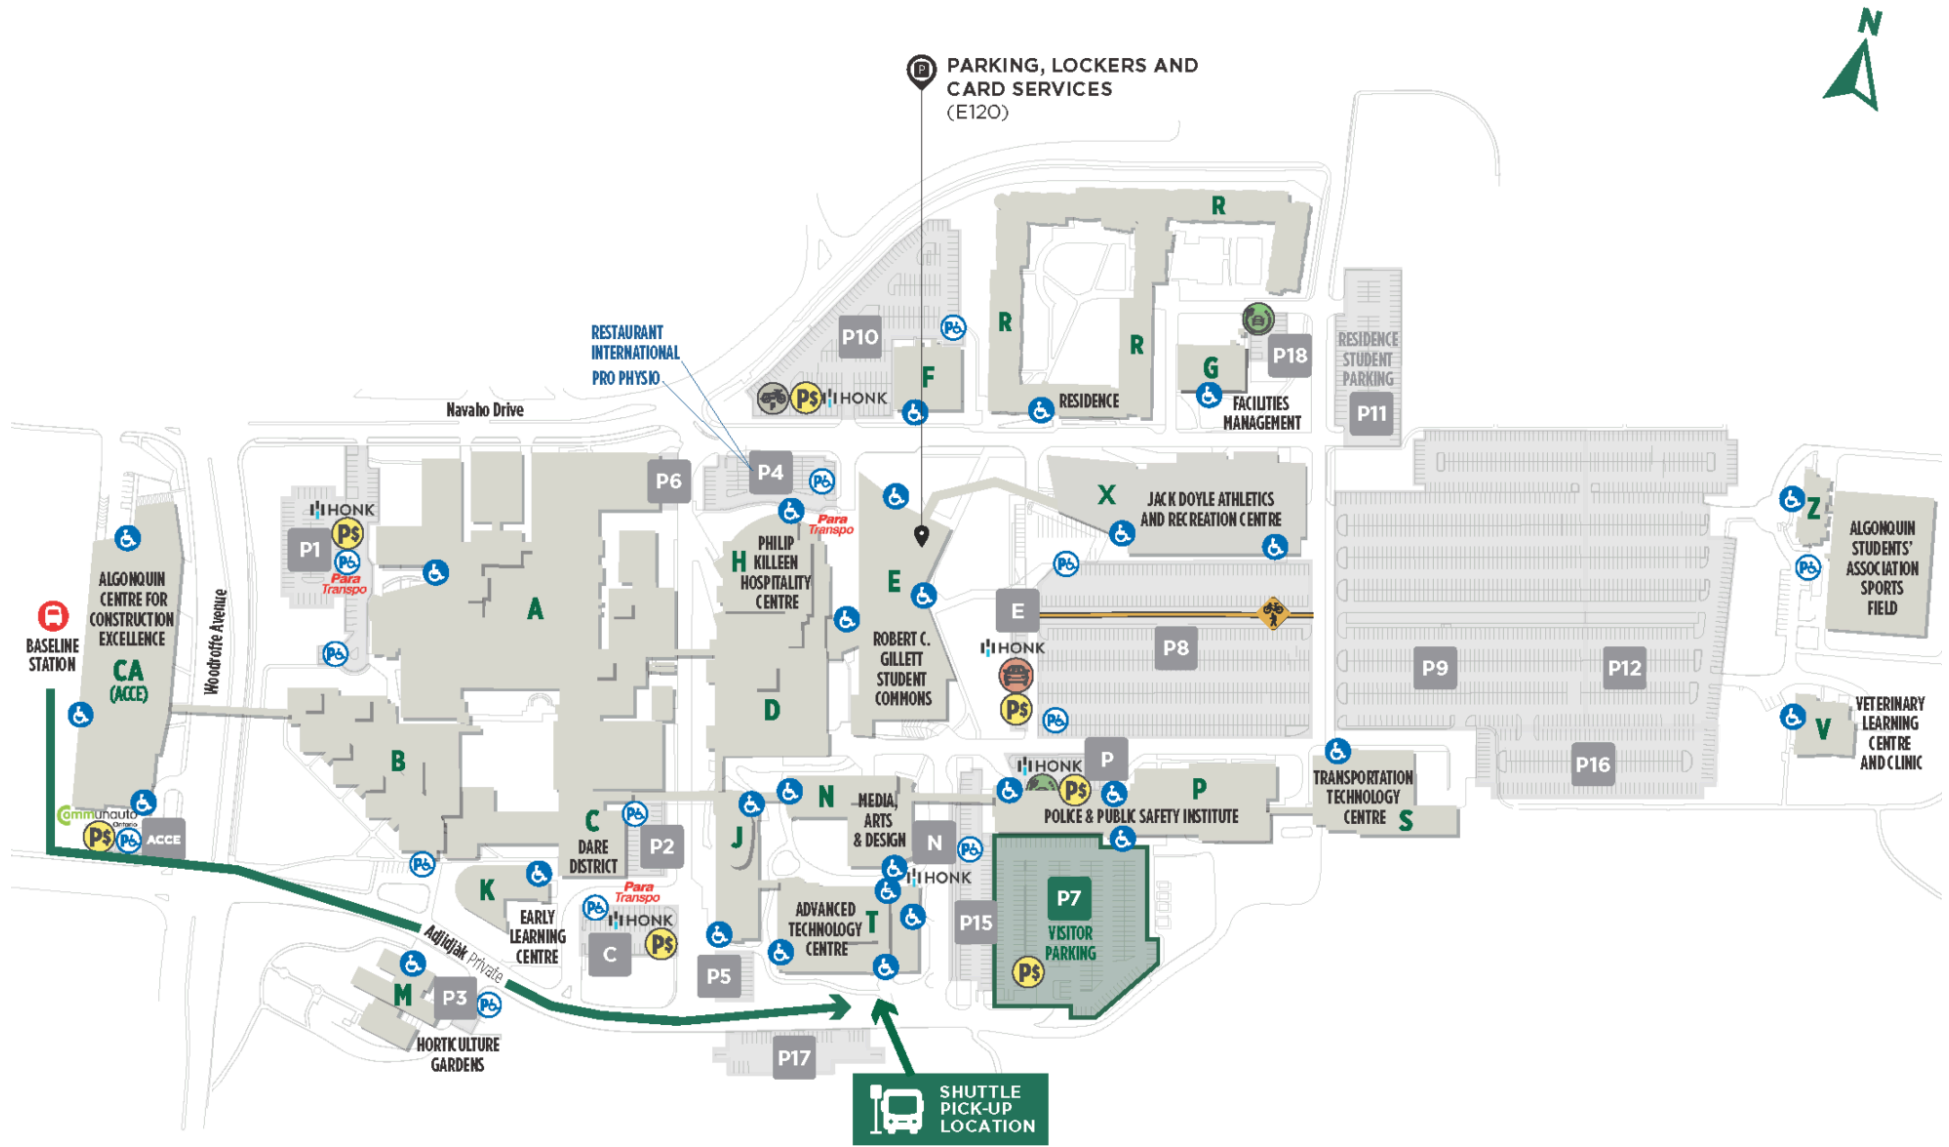 N
PARKING, LOCKERS AND
CARD SERVICES
(E120)
R
R
R
P10
F
G
P18
RESIDENCE
STUDENT
PARKING
P11
RESTAURANT
INTERNATIONAL
PRO PHYSIO
P$
HONK
RESIDENCE
FACILITIES
MANAGEMENT
Navaho Drive
P6
P4
Para
Transpo
X
JACK DOYLE ATHLETICS
AND RECREATION CENTRE
Z
ALGONQUIN
STUDENTS'
ASSOCIATION
SPORTS
FIELD
HONK
P$
P1
Para
Transpo
H
PHILIP
KILLEEN
HOSPITALITY
CENTRE
E
ROBERT C.
GILLETT
STUDENT
COMMONS
E
HONK
P$
P8
P9
P12
ALGONQUIN
CENTRE FOR
CONSTRUCTION
EXCELLENCE
CA
(ACCE)
BASELINE
STATION
Woodroffe Avenue
A
D
B
VETERINARY
LEARNING
CENTRE
AND CLINIC
V
P16
HONK
P
P$
P
POLICE & PUBLIC SAFETY INSTITUTE
TRANSPORTATION
TECHNOLOGY
CENTRE
S
N
MEDIA,
ARTS
& DESIGN
N
HONK
J
C
DARE
DISTRICT
P2
Communauto
Ontario
P$
ACCE
K
EARLY
LEARNING
CENTRE
Para
Transpo
HONK
P$
C
ADVANCED
TECHNOLOGY
CENTRE
T
P15
P7
VISITOR
PARKING
P$
P5
Adjidjàk Private
M
P3
HORTICULTURE
GARDENS
P17
SHUTTLE
PICK-UP
LOCATION